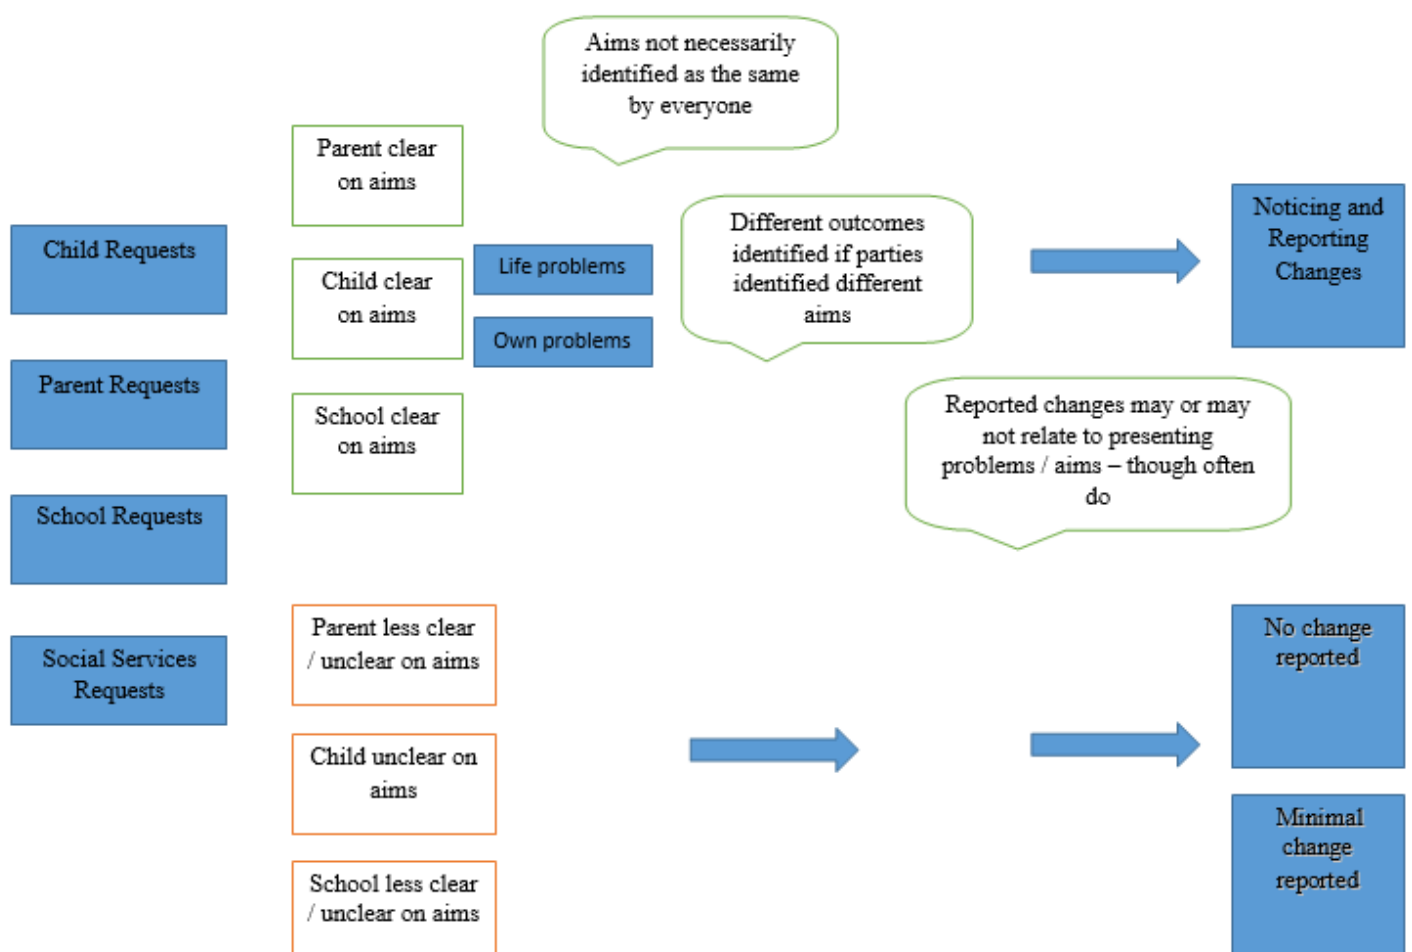 Aims not necessarily
identified as the same
by everyone
Parent clear
on aims
Different outcomes
identified if parties
identified different
aims
Noticing and
Reporting
Changes
Child Requests
Child clear
on aims
Life problems
Own problems
Parent Requests
School clear
on aims
Reported changes may or may
not relate to presenting
problems / aims – though often
do
School Requests
Social Services
Requests
Parent less clear
/ unclear on aims
No change
reported
Child unclear on
aims
Minimal
change
reported
School less clear
/ unclear on aims